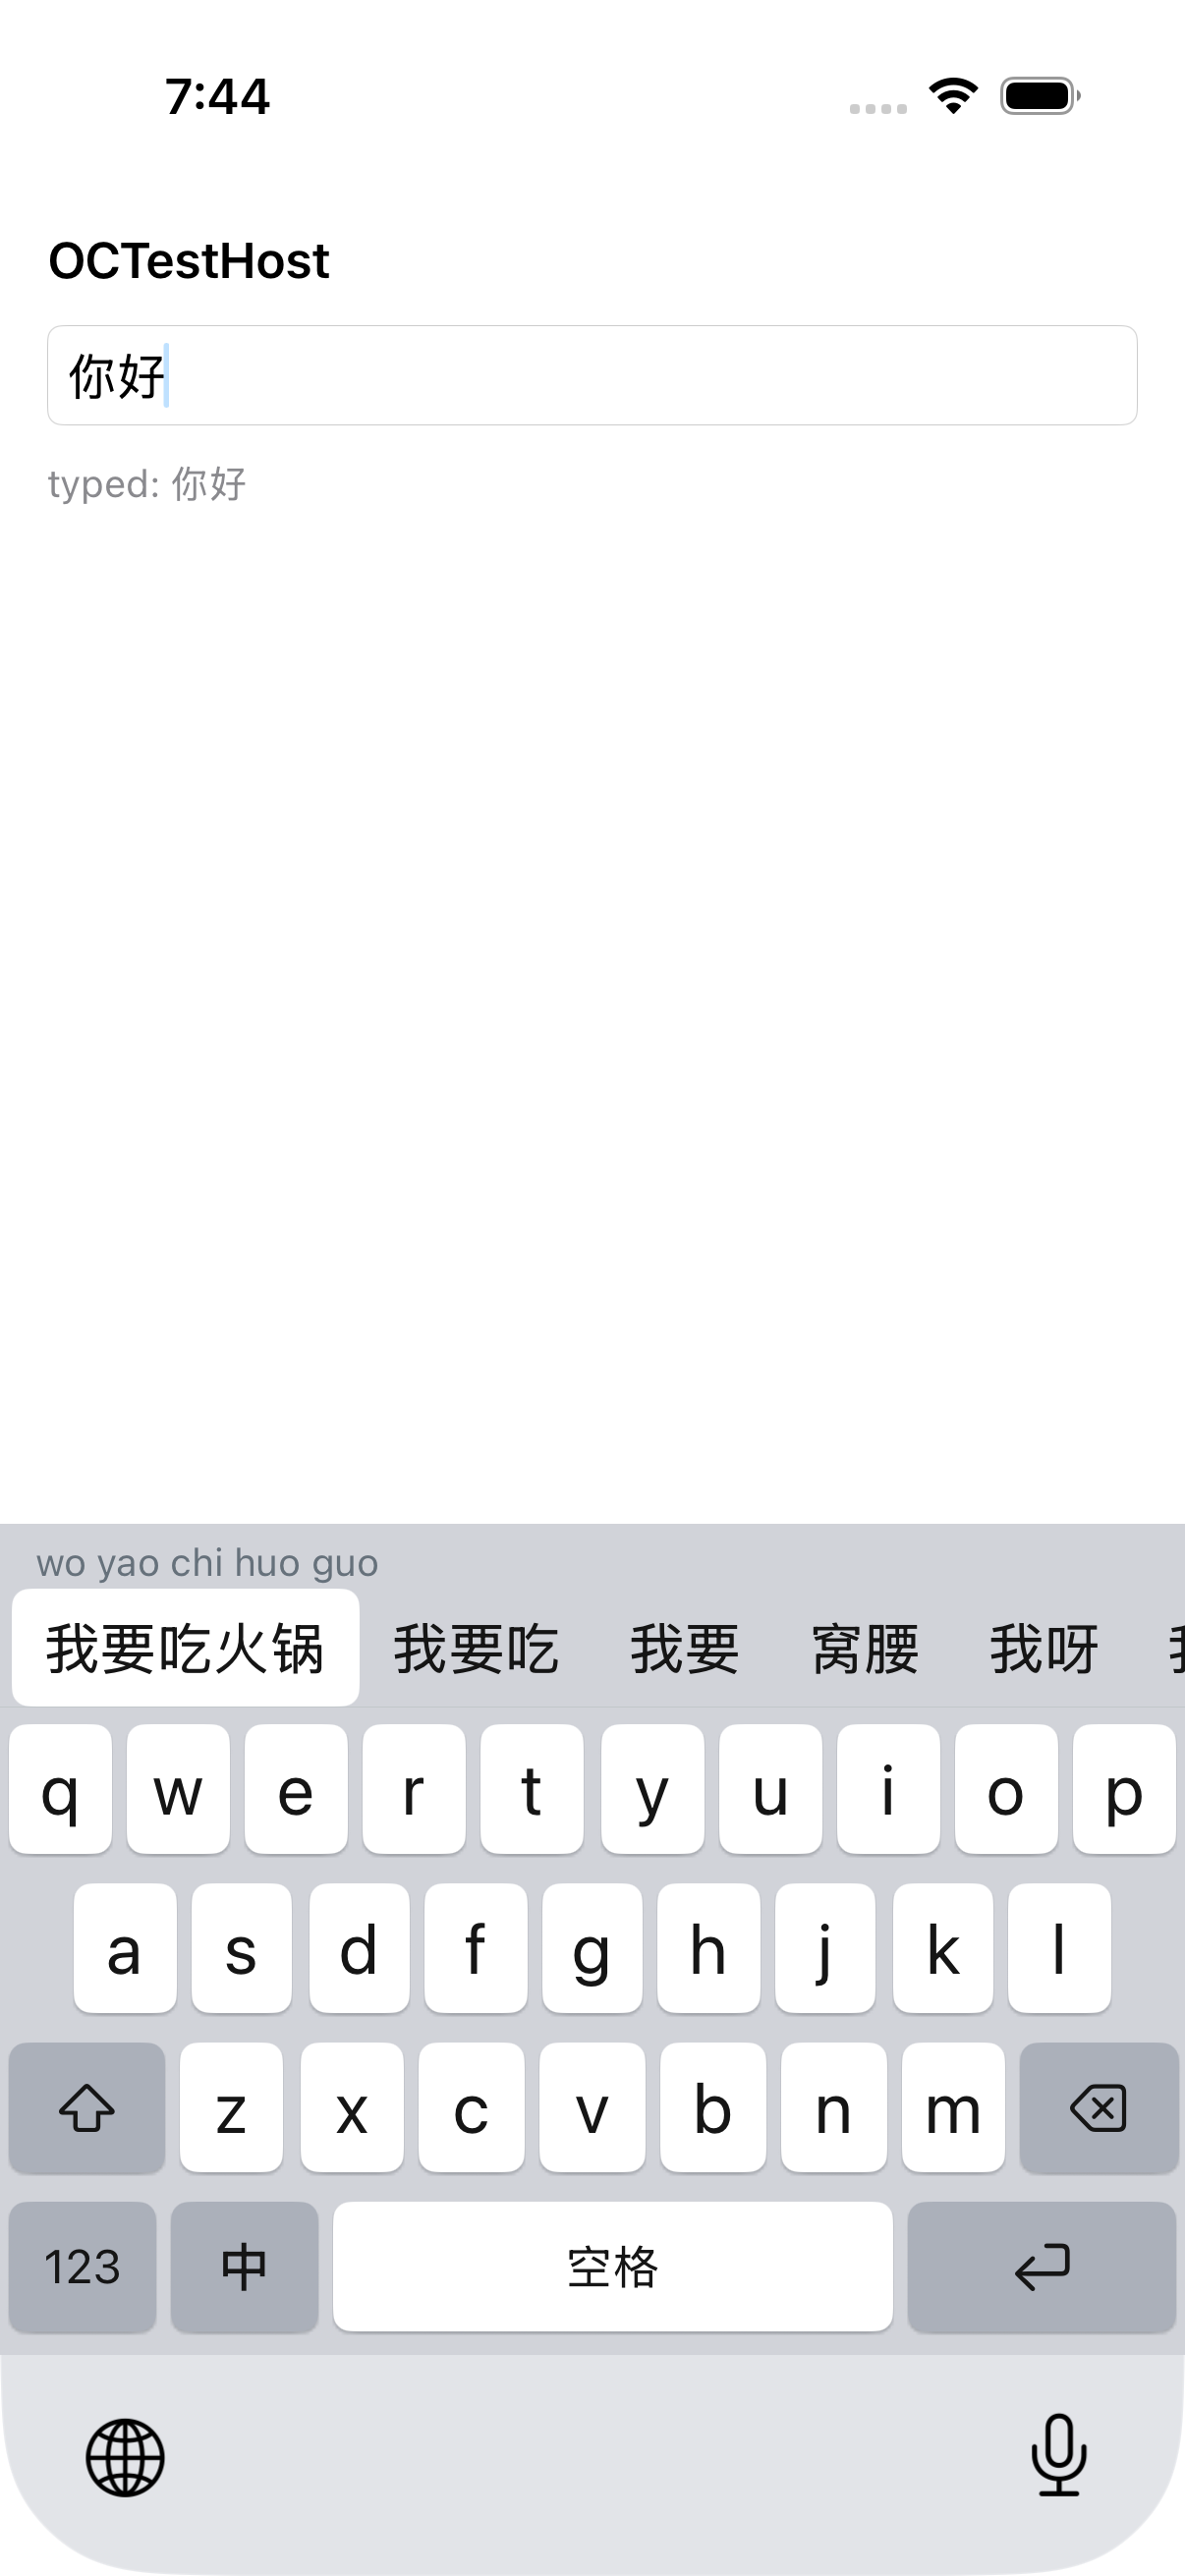 7:44
OCTestHost
你好
typed: 你好
wo yao chi huo guo
我要吃火锅 我要吃 我要 窝腰 我呀
q w e r t y u i o p
a s d f g h j k l
z x c v b n m
123 中 空格